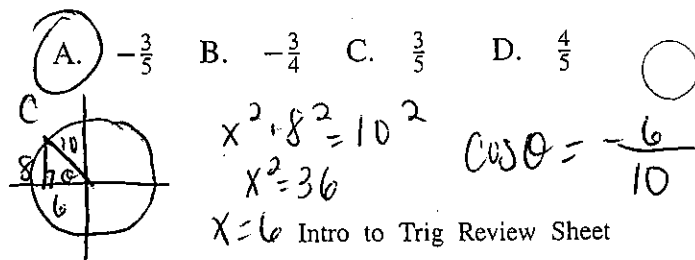 A. -3/5 B. -3/4 C. 3/5 D. 4/5
C
10
8 θ
6
x² + 8² = 10²
x² = 36
x = 6
cosθ = -6/10
Intro to Trig Review Sheet